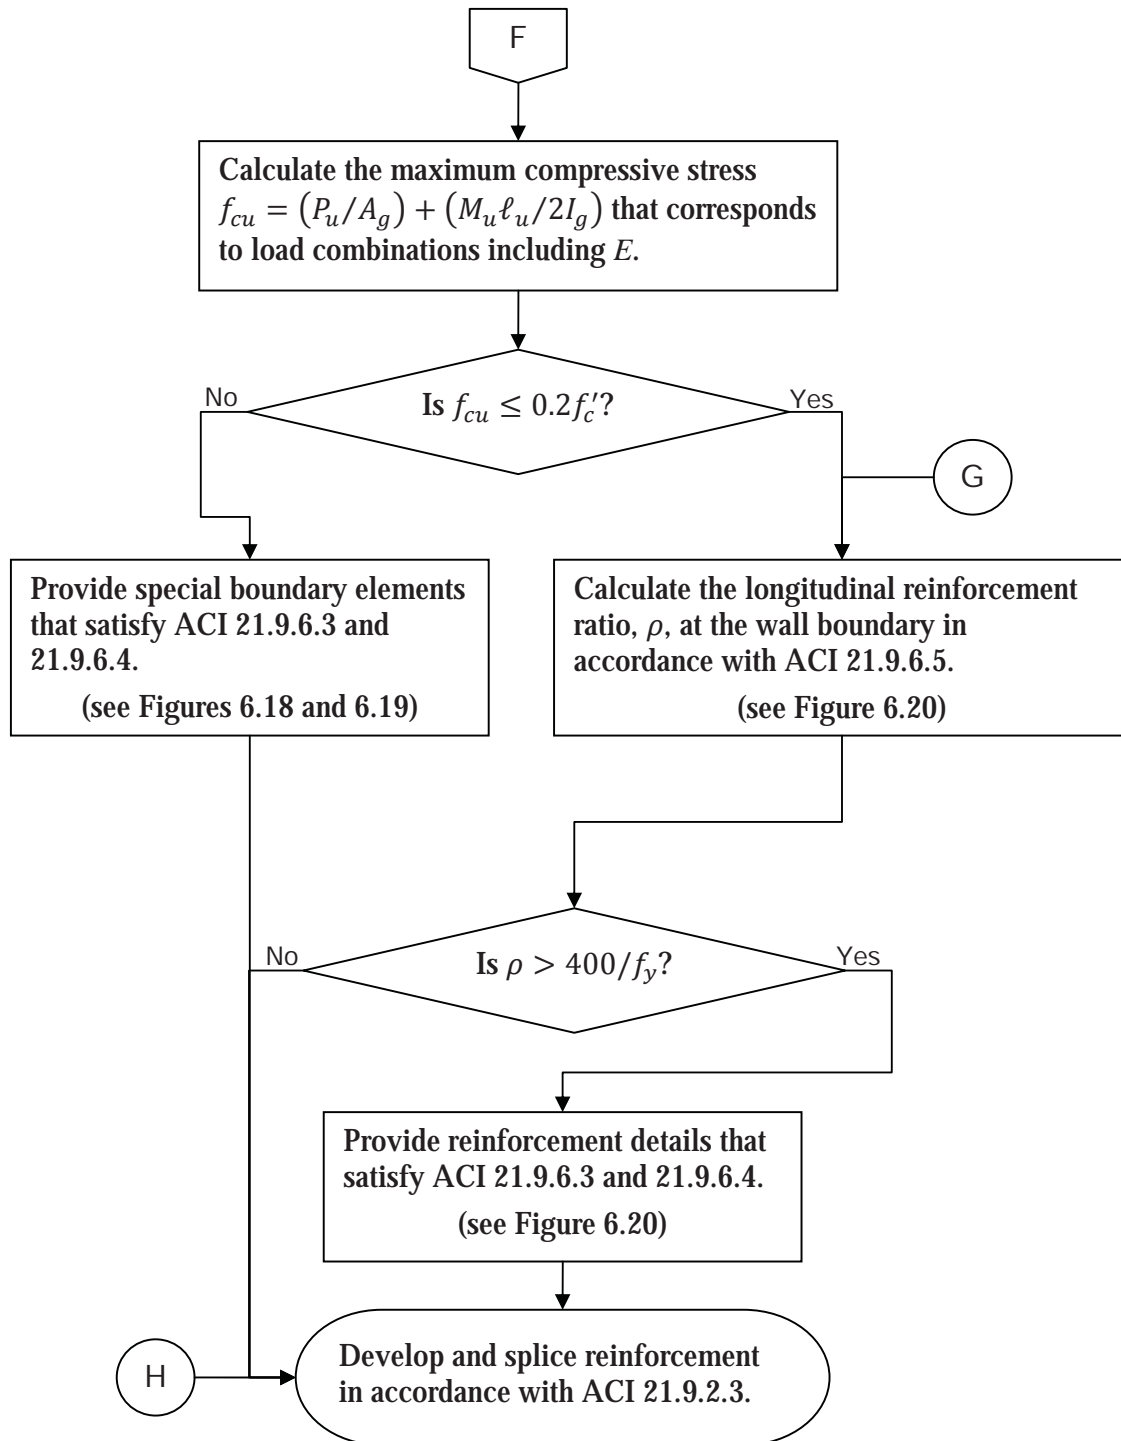 F
Calculate the maximum compressive stress
f_{cu} = (P_u/A_g) + (M_uℓ_u/2I_g) that corresponds
to load combinations including E.
No
Is f_{cu} ≤ 0.2f_c'?
Yes
G
Provide special boundary elements
that satisfy ACI 21.9.6.3 and
21.9.6.4.
(see Figures 6.18 and 6.19)
Calculate the longitudinal reinforcement
ratio, ρ, at the wall boundary in
accordance with ACI 21.9.6.5.
(see Figure 6.20)
No
Is ρ > 400/f_y?
Yes
Provide reinforcement details that
satisfy ACI 21.9.6.3 and 21.9.6.4.
(see Figure 6.20)
H
Develop and splice reinforcement
in accordance with ACI 21.9.2.3.